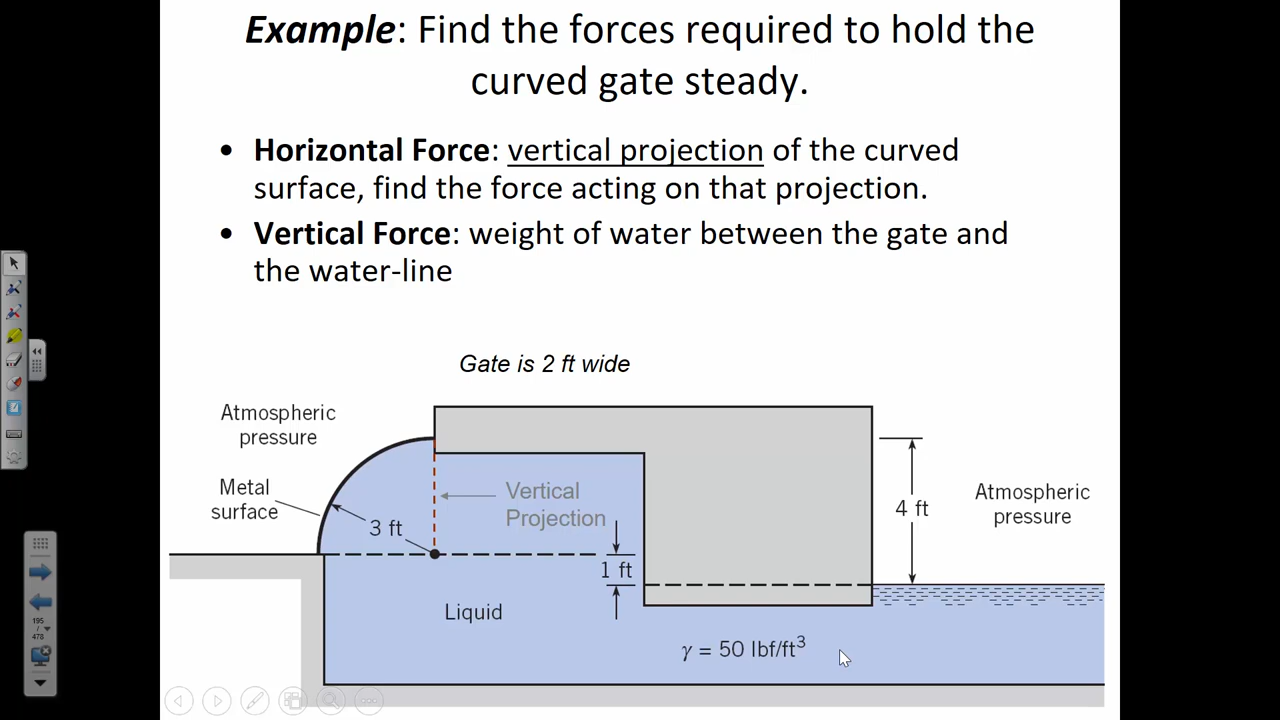 Example: Find the forces required to hold the
curved gate steady.
• Horizontal Force: vertical projection of the curved
surface, find the force acting on that projection.
• Vertical Force: weight of water between the gate and
the water-line
Gate is 2 ft wide
Atmospheric
pressure
Metal
surface
3 ft
Vertical
Projection
1 ft
4 ft
Atmospheric
pressure
Liquid
γ = 50 lbf/ft³
195
/
478